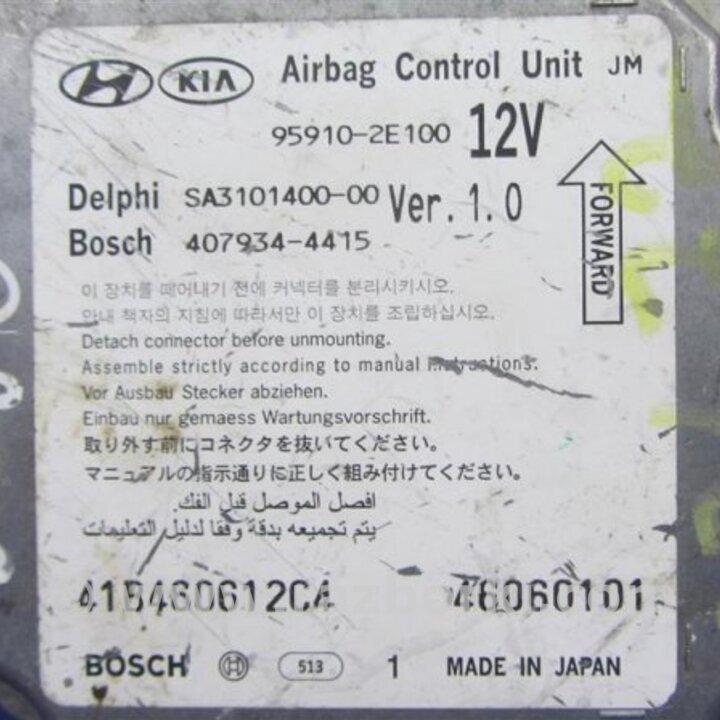 KIA Airbag Control Unit JM
95910-2E100 12V
Delphi SA3101400-00 Ver. 1.0
Bosch 407934-4415
FORWARD
이 장치를 떼어내기 전에 커넥터를 분리시키시오.
안내 책자의 지침에 따라서만 이 장치를 조립하십시오.
Detach connector before unmounting.
Assemble strictly according to manual instructions.
Vor Ausbau Stecker abziehen.
Einbau nur gemaess Wartungsvorschrift.
取り外す前にコネクタを抜いてください。
マニュアルの指示通りに正しく組み付けてください。
افصل الموصل قبل الفك.
يتم تجميعه بدقة وفقا لدليل التعليمات
41B460612CA 46060101
BOSCH 513 1 MADE IN JAPAN